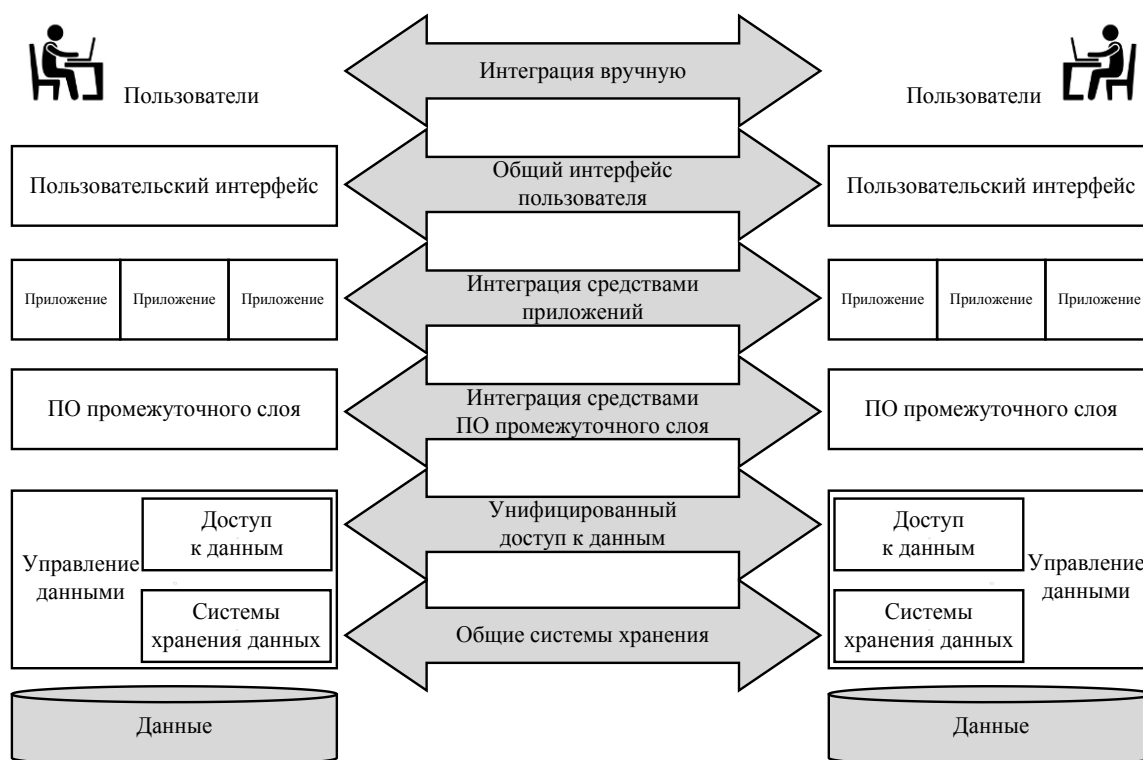 Интеграция вручную
Пользователи
Пользователи
Пользовательский интерфейс
Общий интерфейс
пользователя
Пользовательский интерфейс
Приложение
Приложение
Приложение
Интеграция средствами
приложений
Приложение
Приложение
Приложение
ПО промежуточного слоя
Интеграция средствами
ПО промежуточного слоя
ПО промежуточного слоя
Управление
данными
Доступ
к данным
Системы
хранения данных
Унифицированный
доступ к данным
Общие системы хранения
Доступ
к данным
Системы
хранения данных
Управление
данными
Данные
Данные